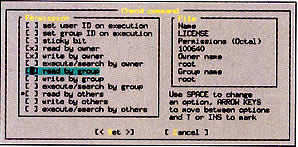 Chmod command
Permission
[ ] set user ID on execution
[ ] set group ID on execution
[ ] sticky bit
[x] read by owner
[x] write by owner
[ ] execute/search by owner
[ ] read by group
[ ] write by group
[ ] execute/search by group
*[ ] read by others
[ ] write by others
[ ] execute/search by others
File
Name
LICENSE
Permissions (Octal)
100640
Owner name
root
Group name
root
Use SPACE to change
an option, ARROW KEYS
to move between options
and T or INS to mark
[< Set >]
[ Cancel ]